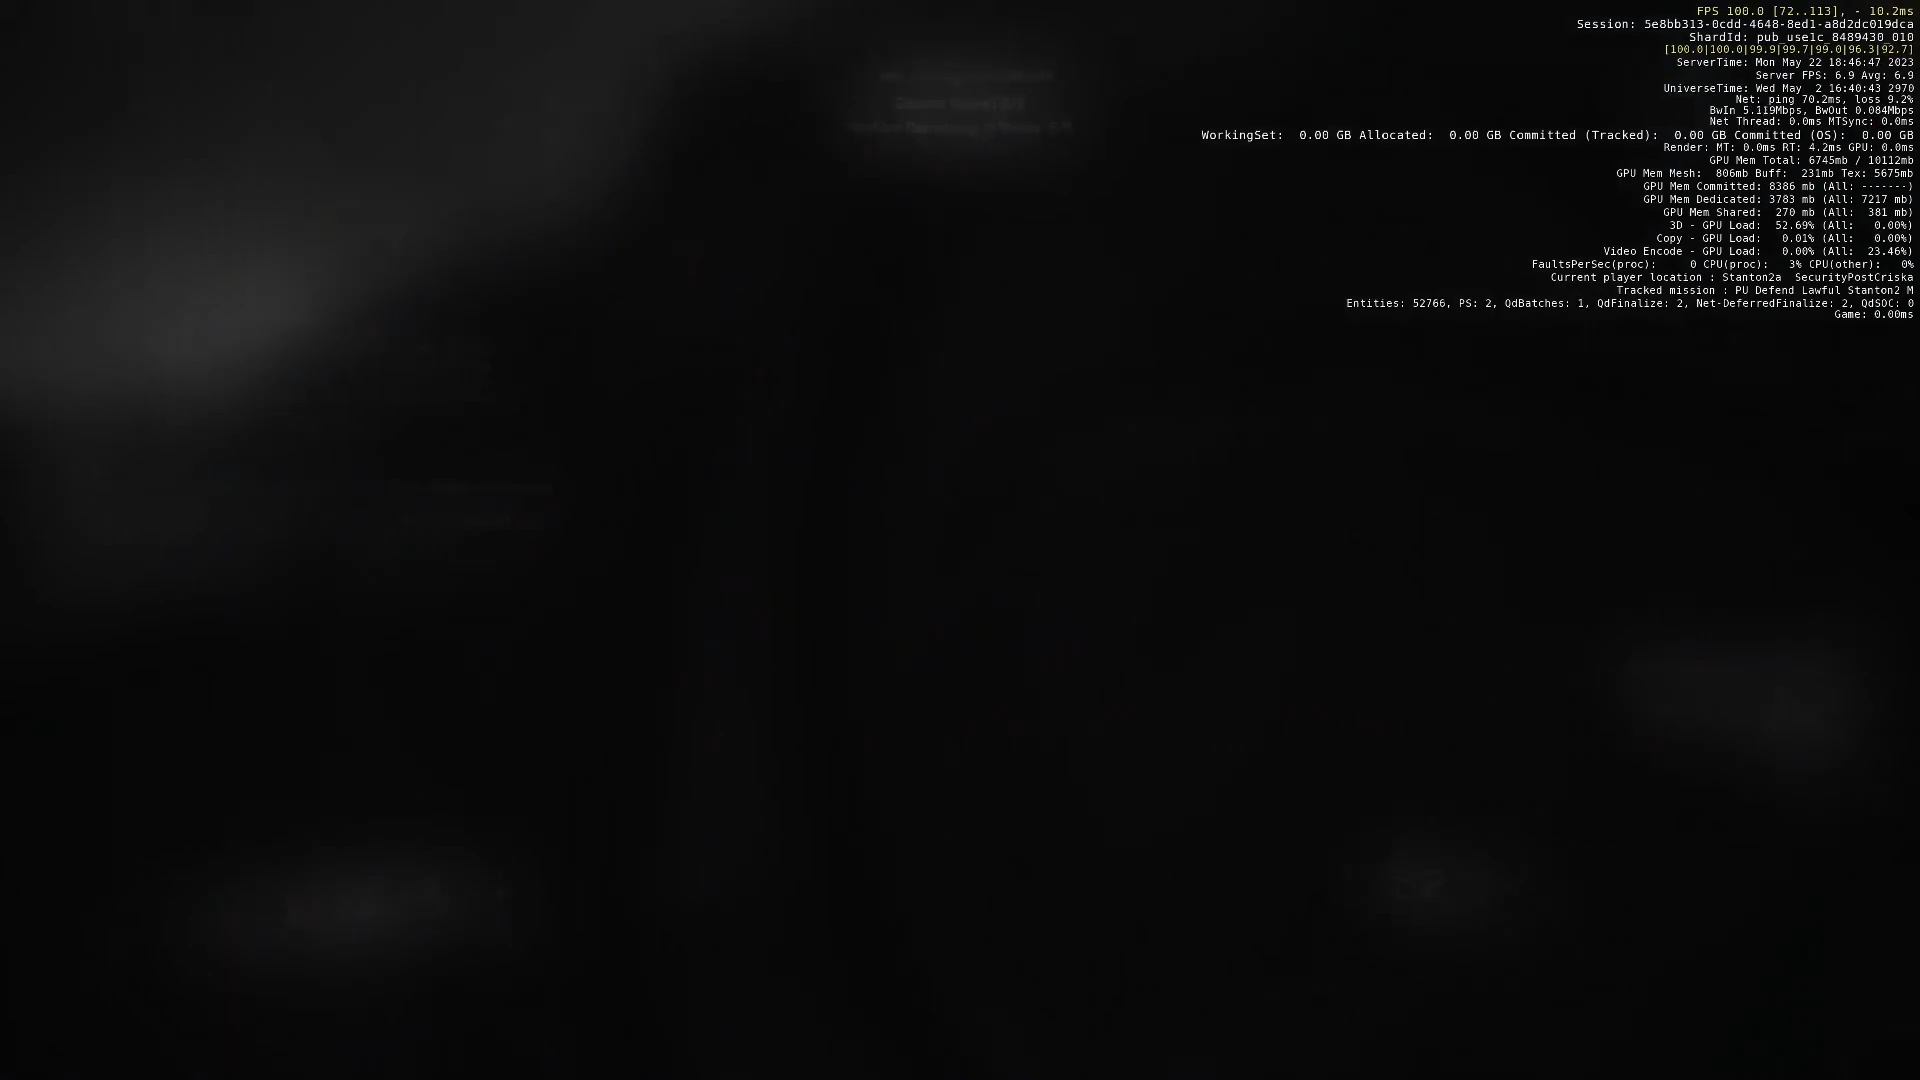 FPS 100.0 [72..113], - 10.2ms
Session: 5e8bb313-0cdd-4648-8ed1-a8d2dc019dca
ShardId: pub_use1c_8489430_010
[100.0|100.0|99.9|99.7|99.0|96.3|92.7]
ServerTime: Mon May 22 18:46:47 2023
Server FPS: 6.9 Avg: 6.9
UniverseTime: Wed May  2 16:40:43 2970
Net: ping 70.2ms, loss 9.2%
BwIn 5.119Mbps, BwOut 0.084Mbps
Net Thread: 0.0ms MTSync: 0.0ms
WorkingSet:  0.00 GB Allocated:  0.00 GB Committed (Tracked):  0.00 GB Committed (OS):  0.00 GB
Render: MT: 0.0ms RT: 4.2ms GPU: 0.0ms
GPU Mem Total: 6745mb / 10112mb
GPU Mem Mesh:  806mb Buff:  231mb Tex: 5675mb
GPU Mem Committed: 8386 mb (All: -------)
GPU Mem Dedicated: 3783 mb (All: 7217 mb)
GPU Mem Shared:  270 mb (All:  381 mb)
3D - GPU Load:  52.69% (All:   0.00%)
Copy - GPU Load:   0.01% (All:   0.00%)
Video Encode - GPU Load:   0.00% (All:  23.46%)
FaultsPerSec(proc):     0 CPU(proc):   3% CPU(other):   0%
Current player location : Stanton2a  SecurityPostCriska
Tracked mission : PU Defend Lawful Stanton2 M
Entities: 52766, PS: 2, QdBatches: 1, QdFinalize: 2, Net-DeferredFinalize: 2, QdSOC: 0
Game: 0.00ms